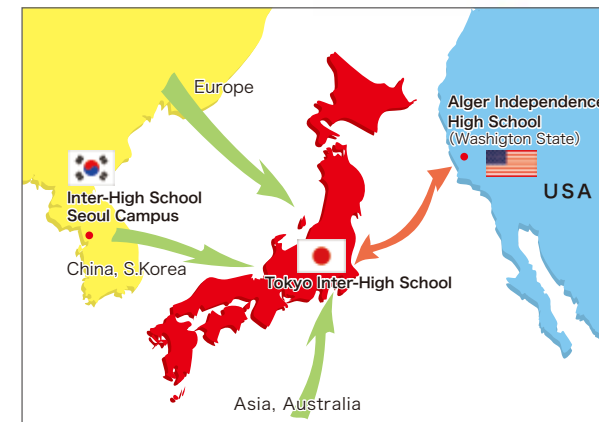 Europe
Alger Independence
High School
(Washigton State)
USA
Inter-High School
Seoul Campus
China, S.Korea
Tokyo Inter-High School
Asia, Australia